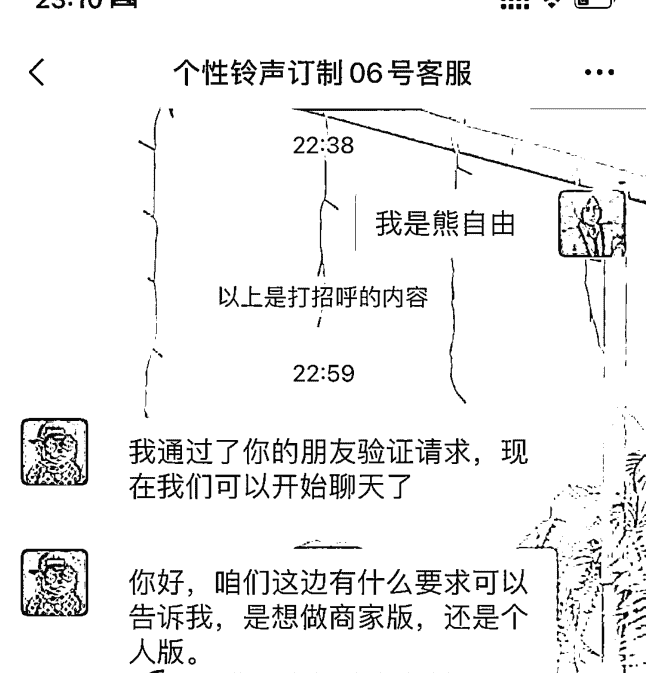 个性铃声订制06号客服
22:38
我是熊自由
以上是打招呼的内容
22:59
我通过了你的朋友验证请求，现
在我们可以开始聊天了
你好，咱们这边有什么要求可以
告诉我，是想做商家版，还是个
人版。